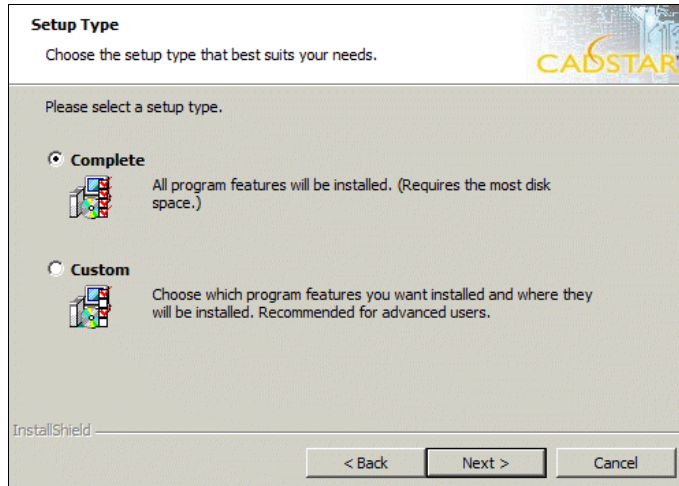 Setup Type
Choose the setup type that best suits your needs.
CADSTAR
Please select a setup type.
Complete
All program features will be installed. (Requires the most disk
space.)
Custom
Choose which program features you want installed and where they
will be installed. Recommended for advanced users.
InstallShield
< Back Next > Cancel